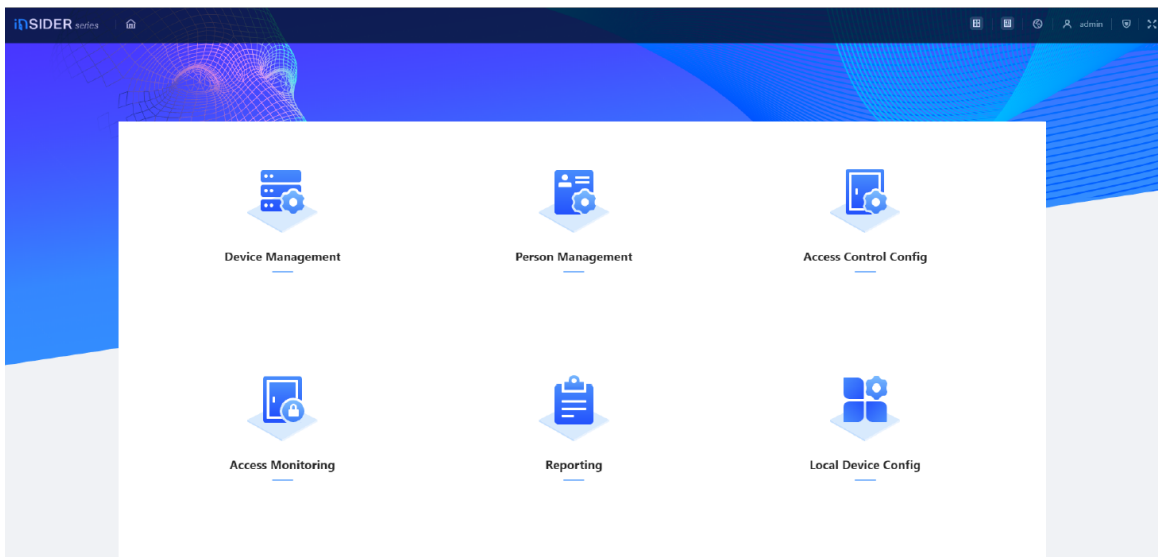 inSIDER series
admin
Device Management
Person Management
Access Control Config
Access Monitoring
Reporting
Local Device Config